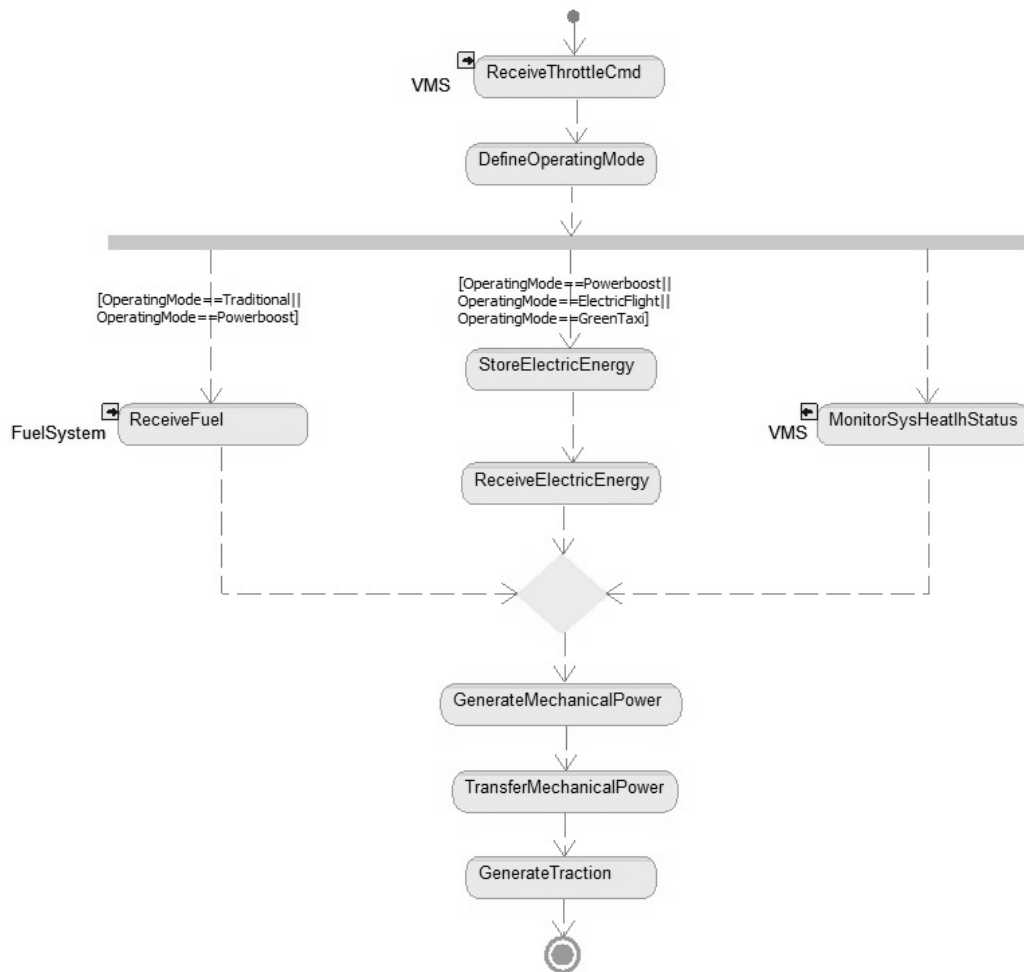 ReceiveThrottleCmd
VMS
DefineOperatingMode
[OperatingMode==Traditional||
OperatingMode==Powerboost]
[OperatingMode==Powerboost||
OperatingMode==ElectricFlight||
OperatingMode==GreenTaxi]
StoreElectricEnergy
ReceiveFuel
FuelSystem
MonitorSysHeatlhStatus
VMS
ReceiveElectricEnergy
GenerateMechanicalPower
TransferMechanicalPower
GenerateTraction